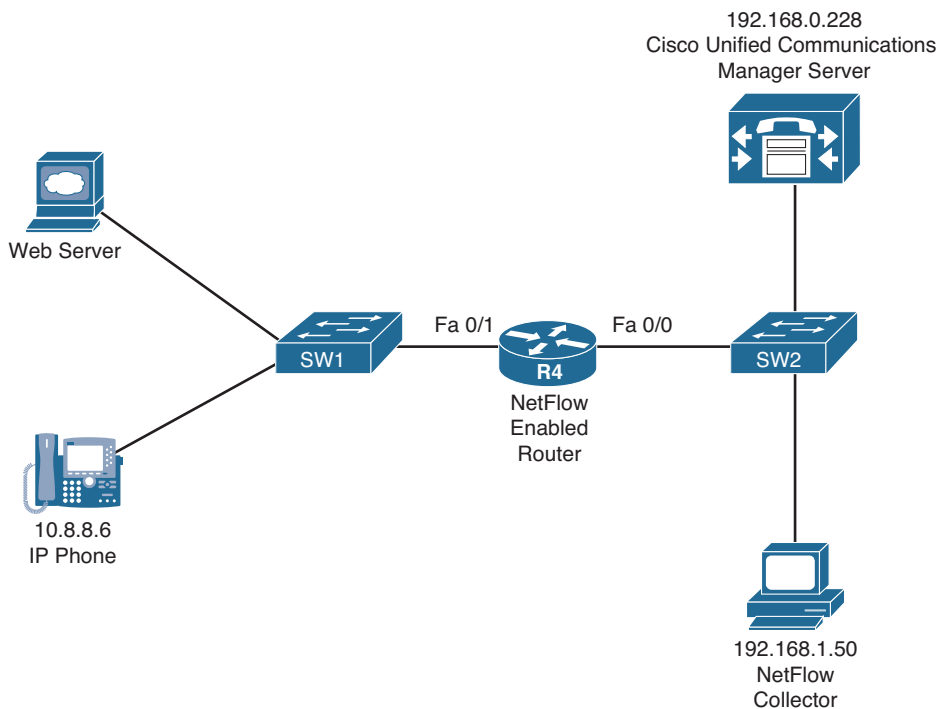 192.168.0.228
Cisco Unified Communications
Manager Server
Web Server
Fa 0/1
Fa 0/0
SW1
R4
SW2
NetFlow
Enabled
Router
10.8.8.6
IP Phone
192.168.1.50
NetFlow
Collector